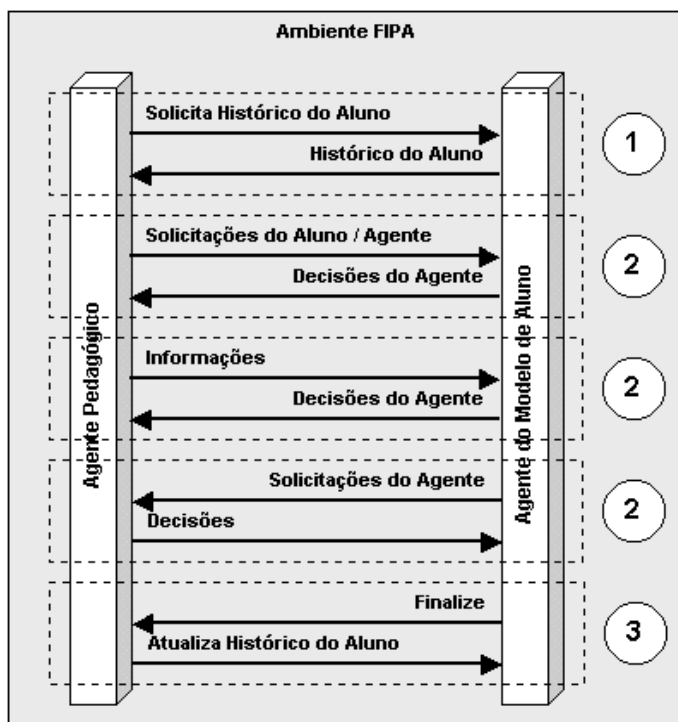 Ambiente FIPA
Agente Pedagógico
Agente do Modelo de Aluno
Solicita Histórico do Aluno
Histórico do Aluno
1
Solicitações do Aluno / Agente
Decisões do Agente
2
Informações
Decisões do Agente
2
Solicitações do Agente
Decisões
2
Finalize
Atualiza Histórico do Aluno
3